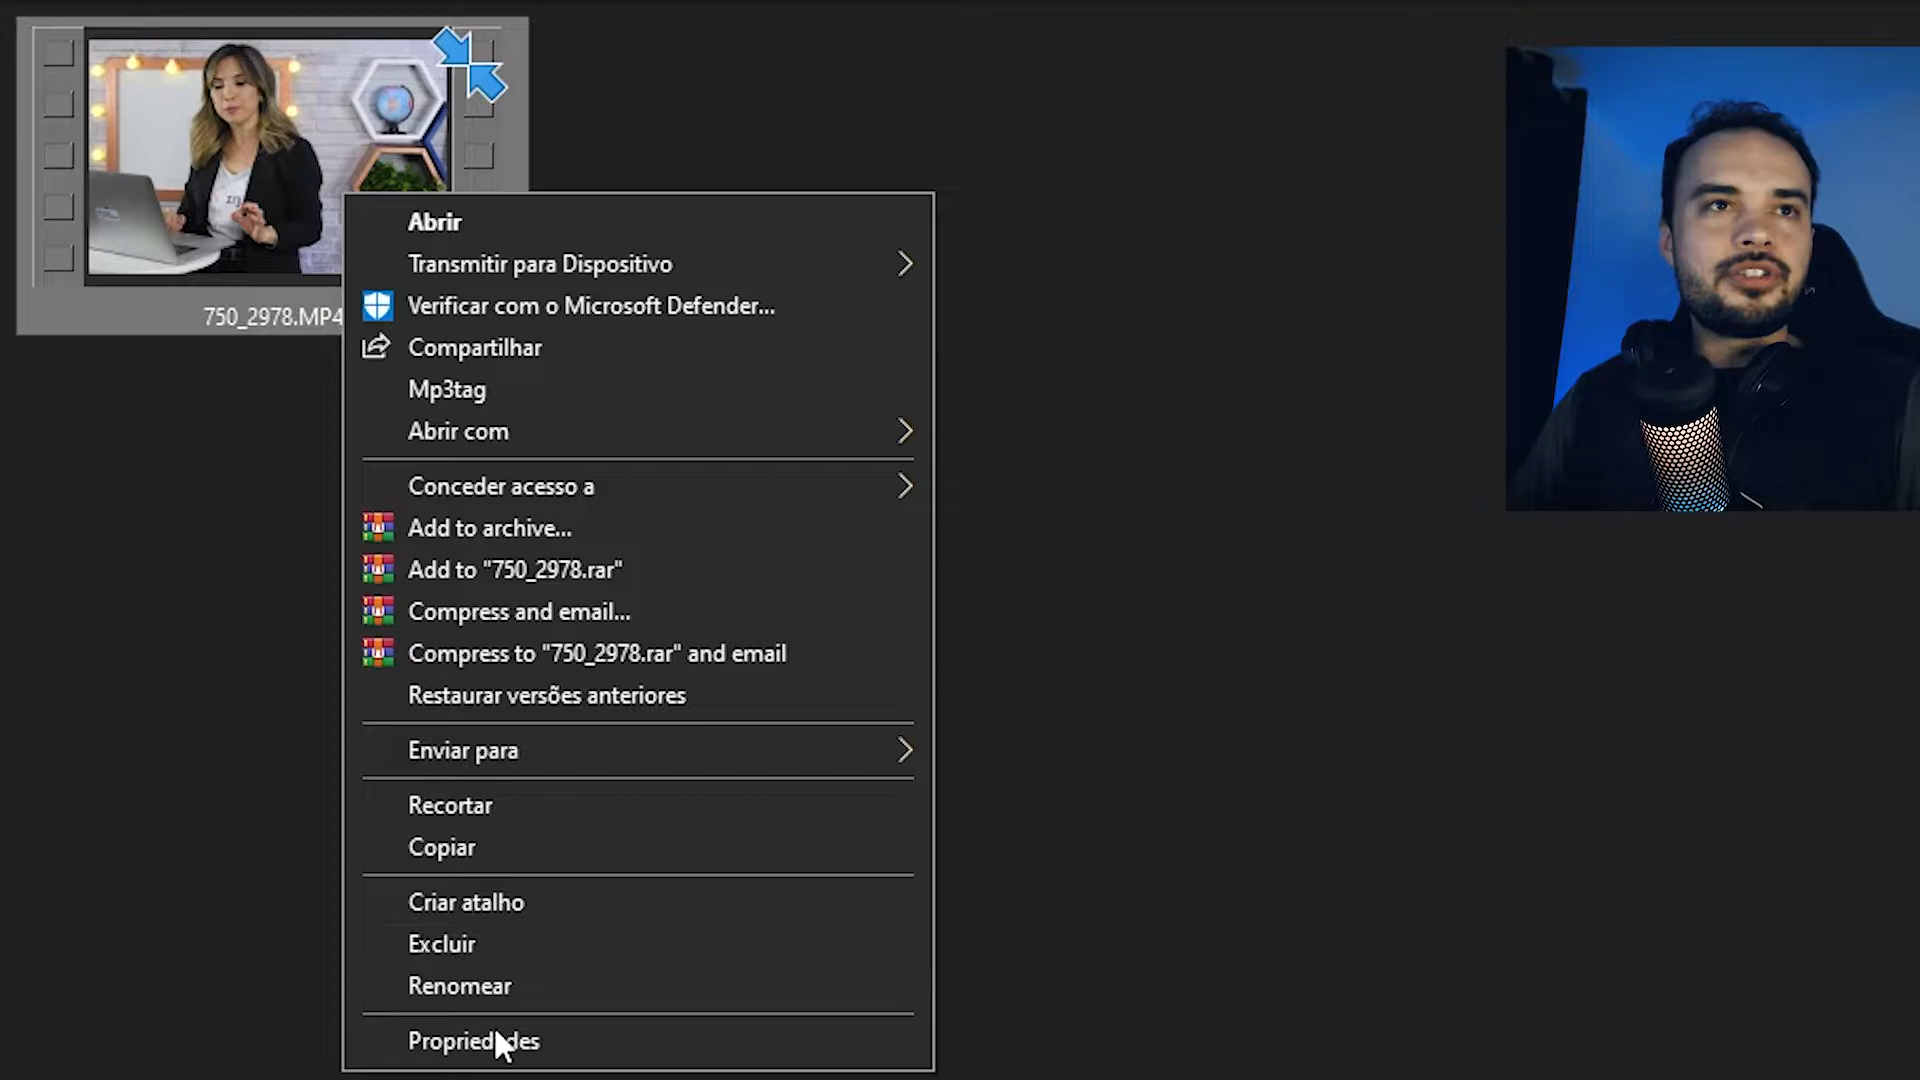 750_2978.MP4
Abrir
Transmitir para Dispositivo
Verificar com o Microsoft Defender...
Compartilhar
Mp3tag
Abrir com
Conceder acesso a
Add to archive...
Add to "750_2978.rar"
Compress and email...
Compress to "750_2978.rar" and email
Restaurar versões anteriores
Enviar para
Recortar
Copiar
Criar atalho
Excluir
Renomear
Propriedades